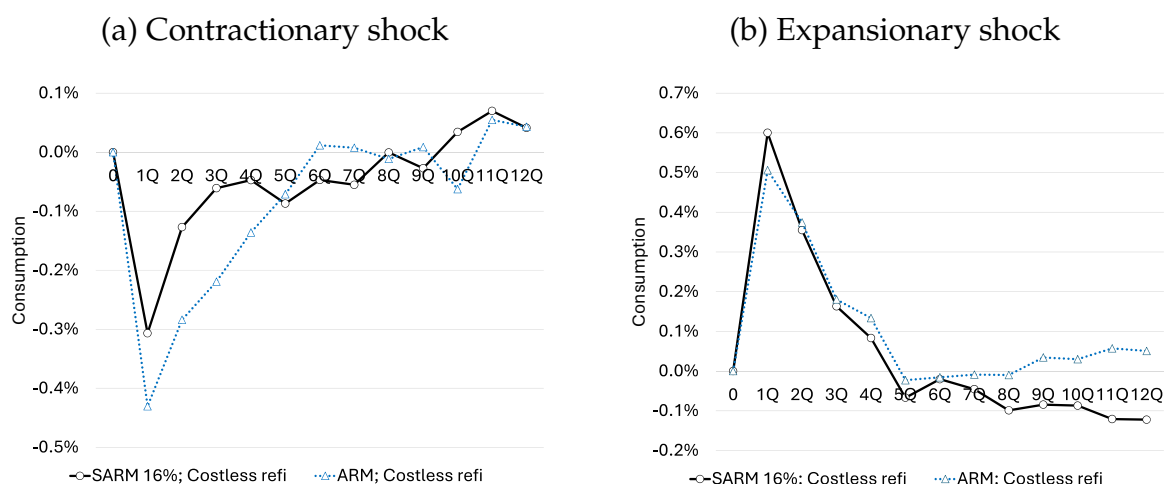 (a) Contractionary shock
0.1%
0.0%
-0.1%
-0.2%
-0.3%
-0.4%
-0.5%
Consumption
0 1Q 2Q 3Q 4Q 5Q 6Q 7Q 8Q 9Q 10Q 11Q 12Q
SARM 16%; Costless refi ARM; Costless refi
(b) Expansionary shock
0.7%
0.6%
0.5%
0.4%
0.3%
0.2%
0.1%
0.0%
-0.1%
-0.2%
Consumption
0 1Q 2Q 3Q 4Q 5Q 6Q 7Q 8Q 9Q 10Q 11Q 12Q
SARM 16%; Costless refi ARM; Costless refi